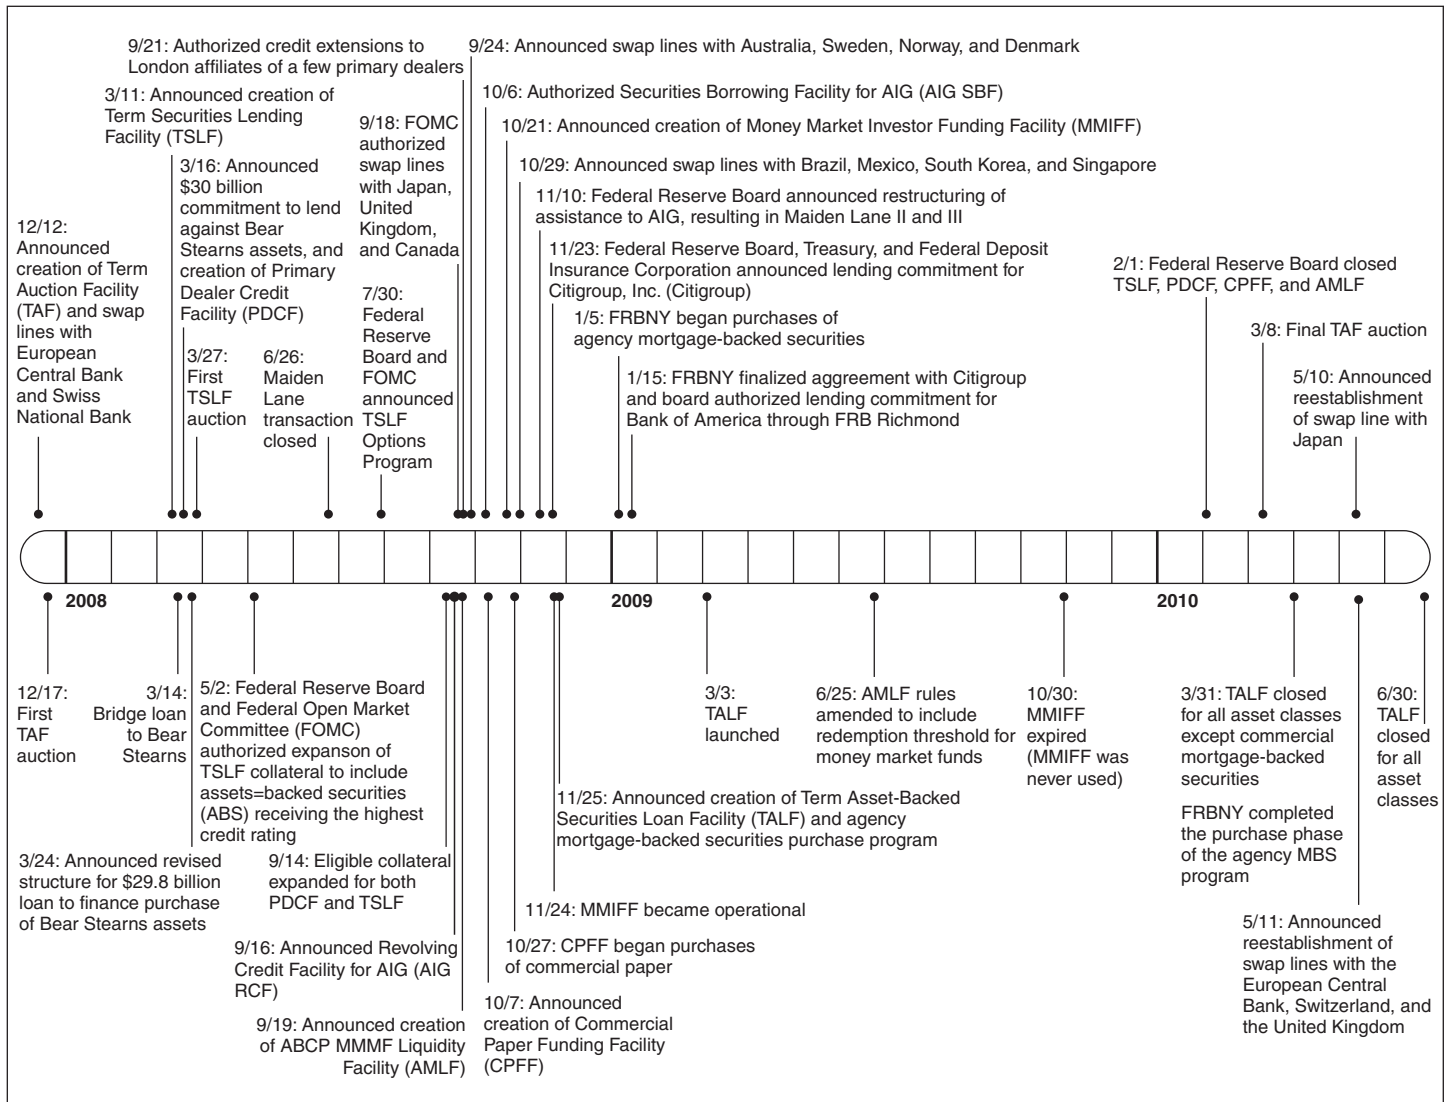 9/21: Authorized credit extensions to
London affiliates of a few primary dealers
9/24: Announced swap lines with Australia, Sweden, Norway, and Denmark
3/11: Announced creation of
Term Securities Lending
Facility (TSLF)
10/6: Authorized Securities Borrowing Facility for AIG (AIG SBF)
9/18: FOMC
authorized
swap lines
with Japan,
United
Kingdom,
and Canada
10/21: Announced creation of Money Market Investor Funding Facility (MMIFF)
3/16: Announced
$30 billion
commitment to lend
against Bear
Stearns assets, and
creation of Primary
Dealer Credit
Facility (PDCF)
10/29: Announced swap lines with Brazil, Mexico, South Korea, and Singapore
11/10: Federal Reserve Board announced restructuring of
assistance to AIG, resulting in Maiden Lane II and III
12/12:
Announced
creation of Term
Auction Facility
(TAF) and swap
lines with
European
Central Bank
and Swiss
National Bank
11/23: Federal Reserve Board, Treasury, and Federal Deposit
Insurance Corporation announced lending commitment for
Citigroup, Inc. (Citigroup)
2/1: Federal Reserve Board closed
TSLF, PDCF, CPFF, and AMLF
7/30:
Federal
Reserve
Board and
FOMC
announced
TSLF
Options
Program
1/5: FRBNY began purchases of
agency mortgage-backed securities
3/8: Final TAF auction
3/27:
First
TSLF
auction
6/26:
Maiden
Lane
transaction
closed
1/15: FRBNY finalized aggreement with Citigroup
and board authorized lending commitment for
Bank of America through FRB Richmond
5/10: Announced
reestablishment
of swap line with
Japan
2008
2009
2010
12/17:
First
TAF
auction
3/14:
Bridge loan
to Bear
Stearns
5/2: Federal Reserve Board
and Federal Open Market
Committee (FOMC)
authorized expanson of
TSLF collateral to include
assets=backed securities
(ABS) receiving the highest
credit rating
3/3:
TALF
launched
6/25: AMLF rules
amended to include
redemption threshold for
money market funds
10/30:
MMIFF
expired
(MMIFF was
never used)
3/31: TALF closed
for all asset classes
except commercial
mortgage-backed
securities
FRBNY completed
the purchase phase
of the agency MBS
program
6/30:
TALF
closed
for all
asset
classes
11/25: Announced creation of Term Asset-Backed
Securities Loan Facility (TALF) and agency
mortgage-backed securities purchase program
3/24: Announced revised
structure for $29.8 billion
loan to finance purchase
of Bear Stearns assets
9/14: Eligible collateral
expanded for both
PDCF and TSLF
11/24: MMIFF became operational
5/11: Announced
reestablishment of
swap lines with the
European Central
Bank, Switzerland, and
the United Kingdom
9/16: Announced Revolving
Credit Facility for AIG (AIG
RCF)
10/27: CPFF began purchases
of commercial paper
9/19: Announced creation
of ABCP MMMF Liquidity
Facility (AMLF)
10/7: Announced
creation of Commercial
Paper Funding Facility
(CPFF)